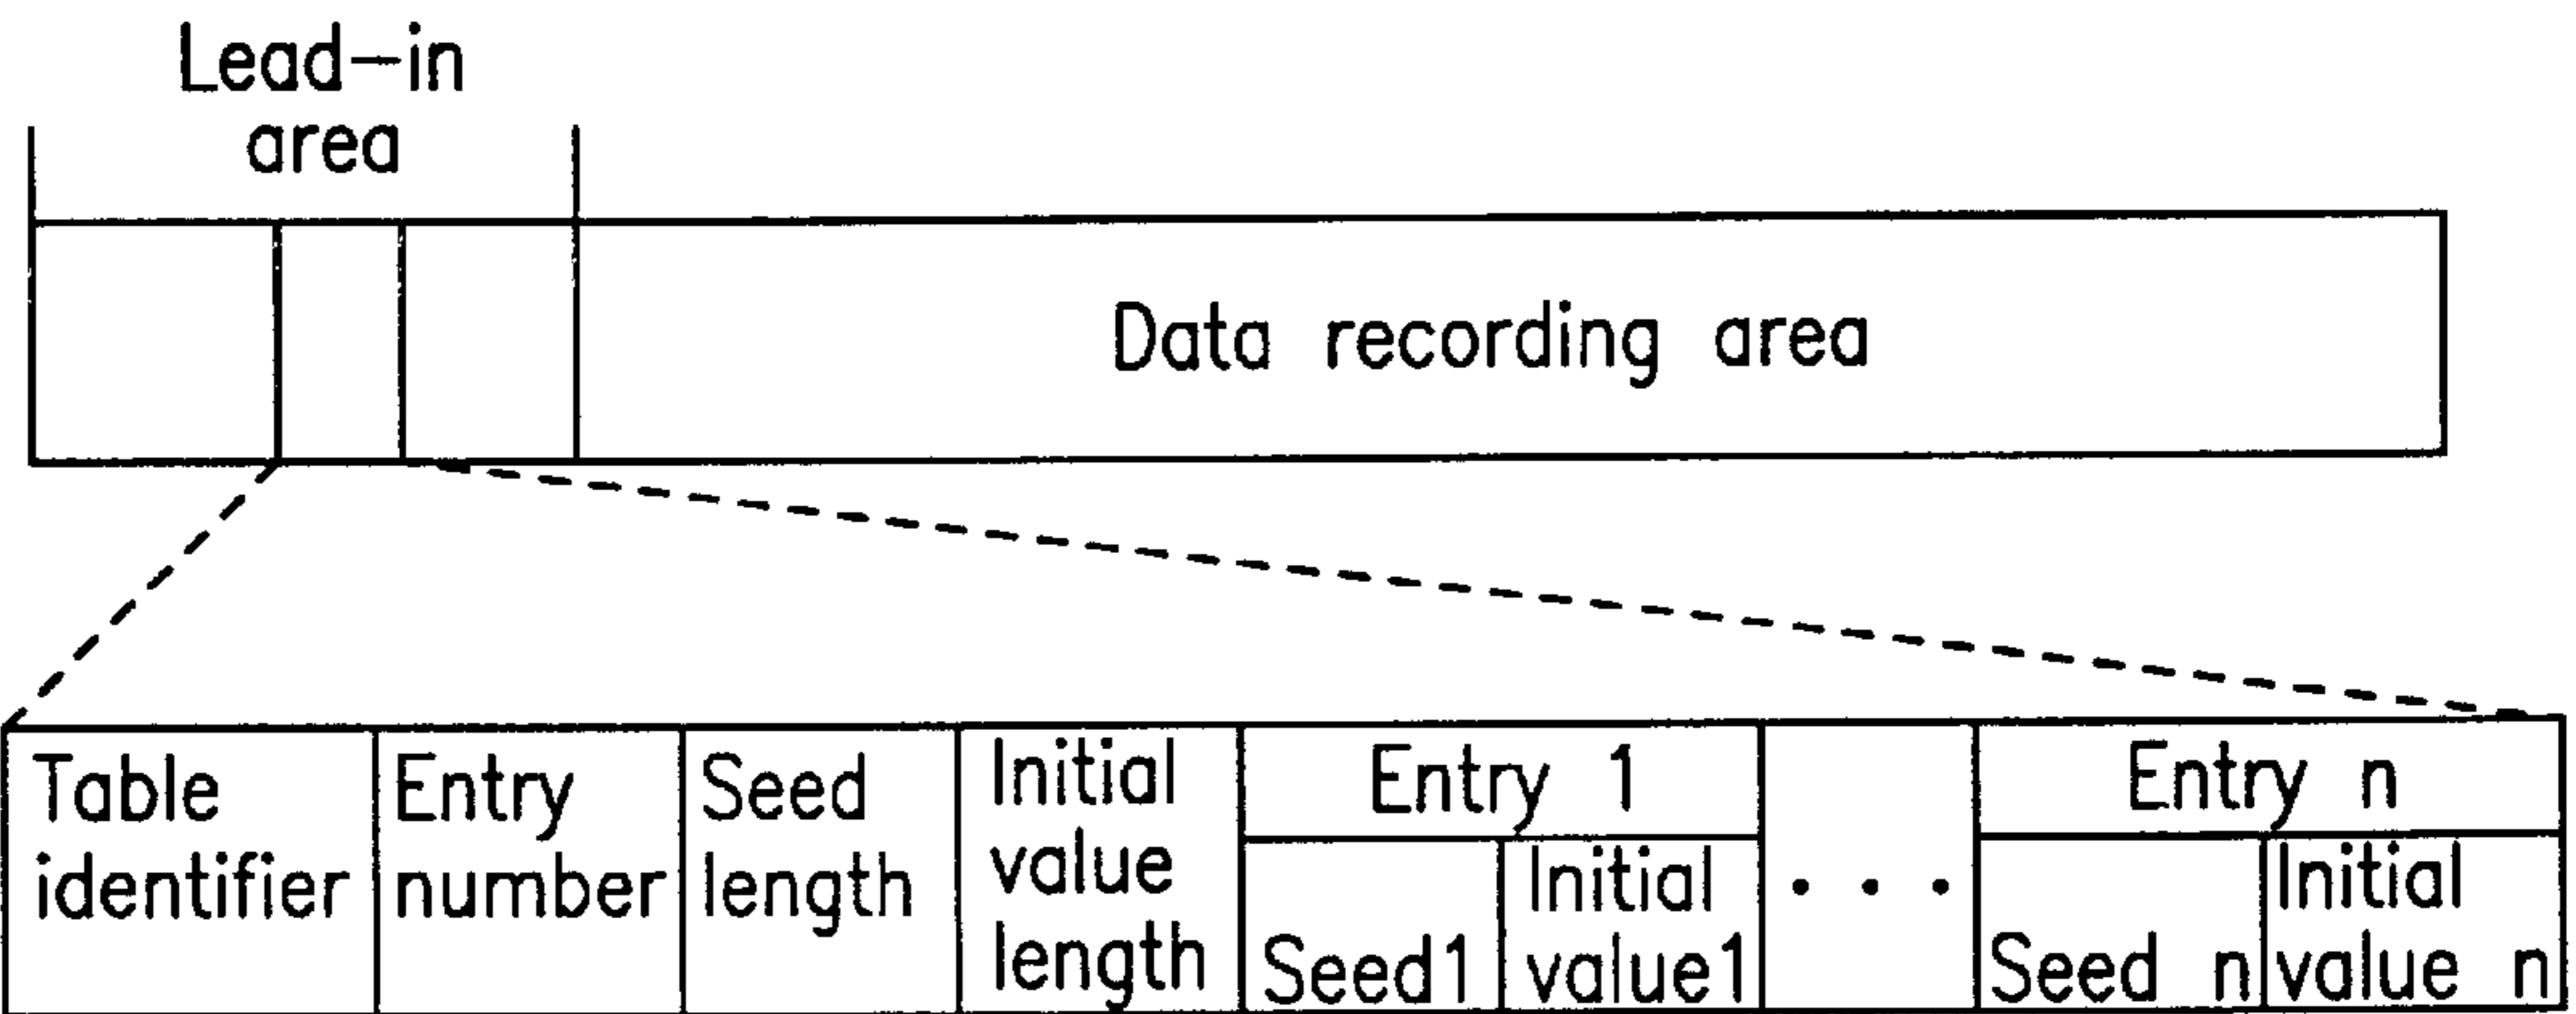 Lead-in
area
Data recording area
Table
identifier
Entry
number
Seed
length
Initial
value
length
Entry 1
Seed1
Initial
value1
. . .
Entry n
Seed n
Initial
value n